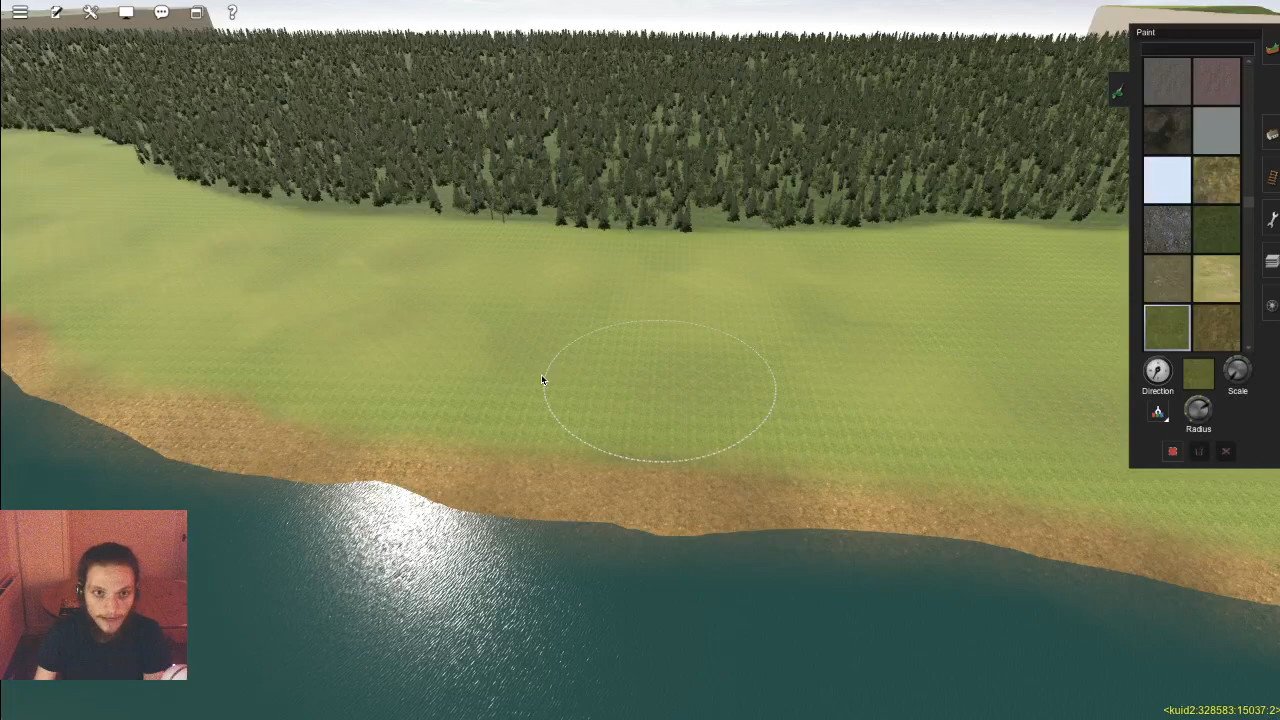 ?
Paint
Direction
Scale
Radius
<kuid2:328583:15037:2>